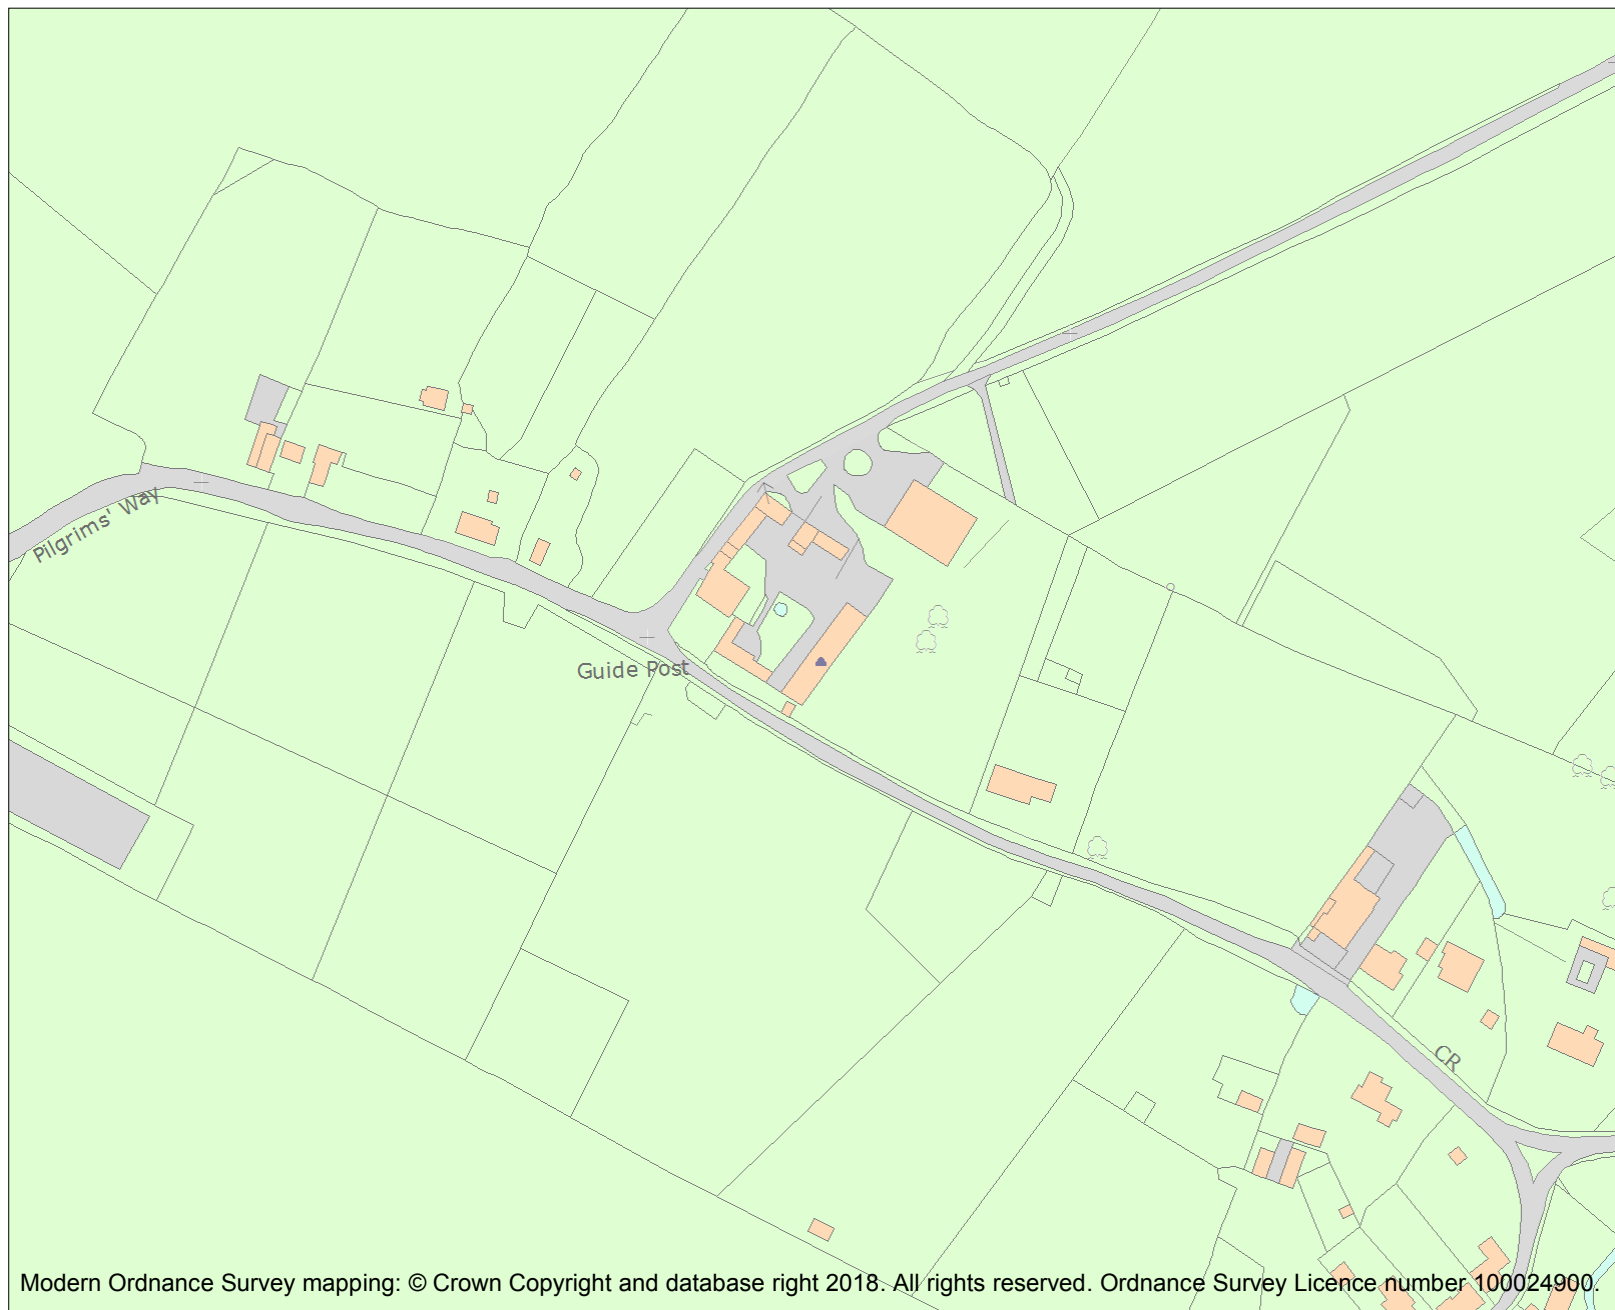 Pilgrims' Way
Guide Post
CR
Modern Ordnance Survey mapping: © Crown Copyright and database right 2018. All rights reserved. Ordnance Survey Licence number 100024900.